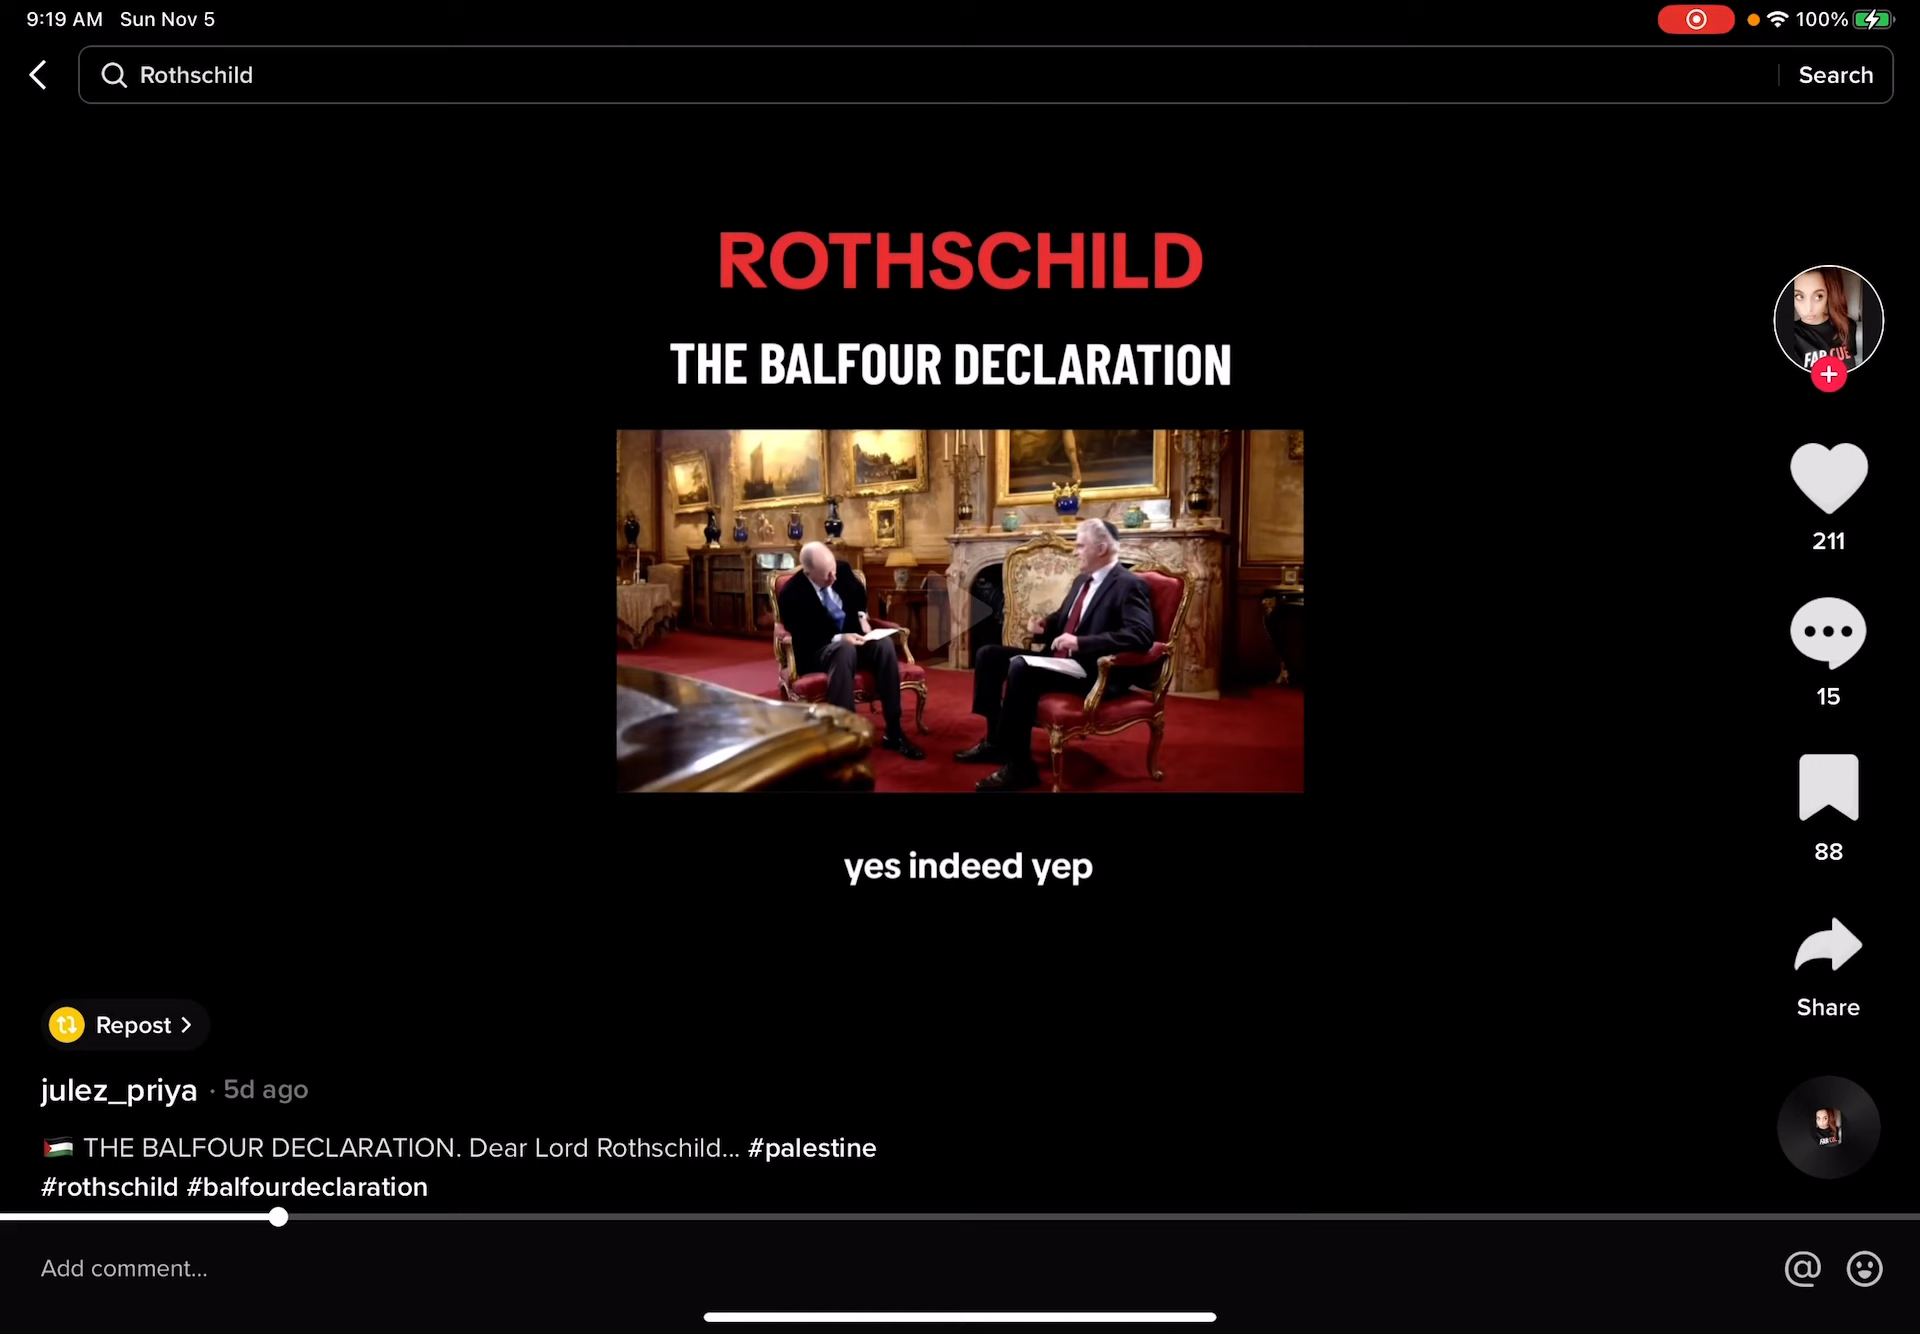 9:19 AM Sun Nov 5
100%
Rothschild
Search
ROTHSCHILD
THE BALFOUR DECLARATION
211
15
88
yes indeed yep
Share
Repost >
julez_priya · 5d ago
🇵🇸 THE BALFOUR DECLARATION. Dear Lord Rothschild... #palestine
#rothschild #balfourdeclaration
Add comment...